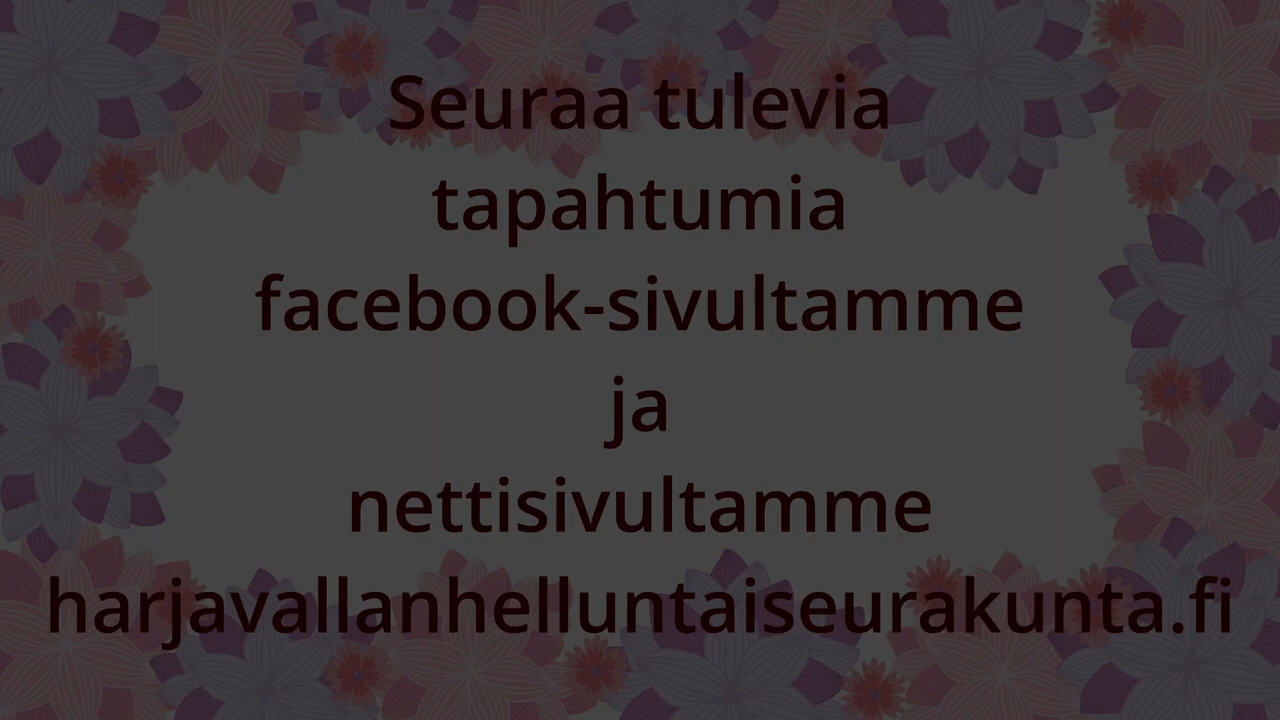 Seuraa tulevia
tapahtumia
facebook-sivultamme
ja
nettisivultamme
harjavallanhelluntaiseurakunta.fi